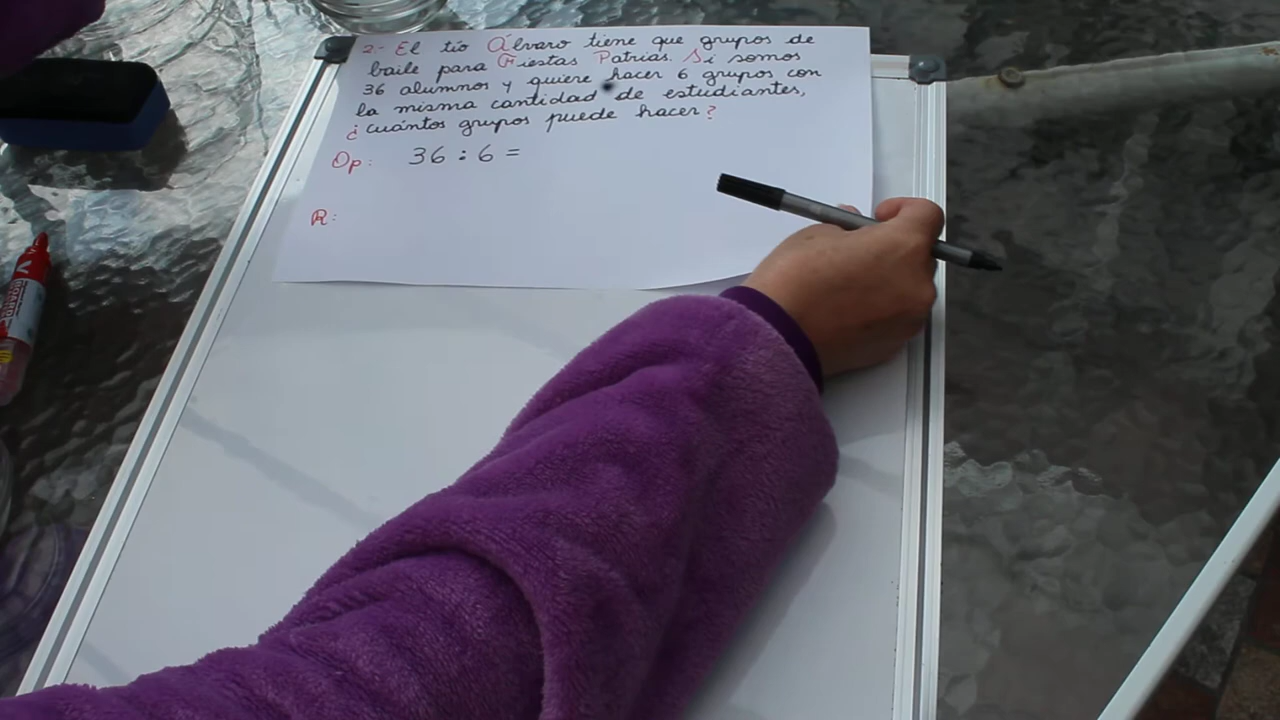 2.- El tío Álvaro tiene que grupos de
baile para Fiestas Patrias. Si somos
36 alumnos y quiere hacer 6 grupos con
la misma cantidad de estudiantes,
¿cuántos grupos puede hacer?
Op: 36 : 6 =
R: